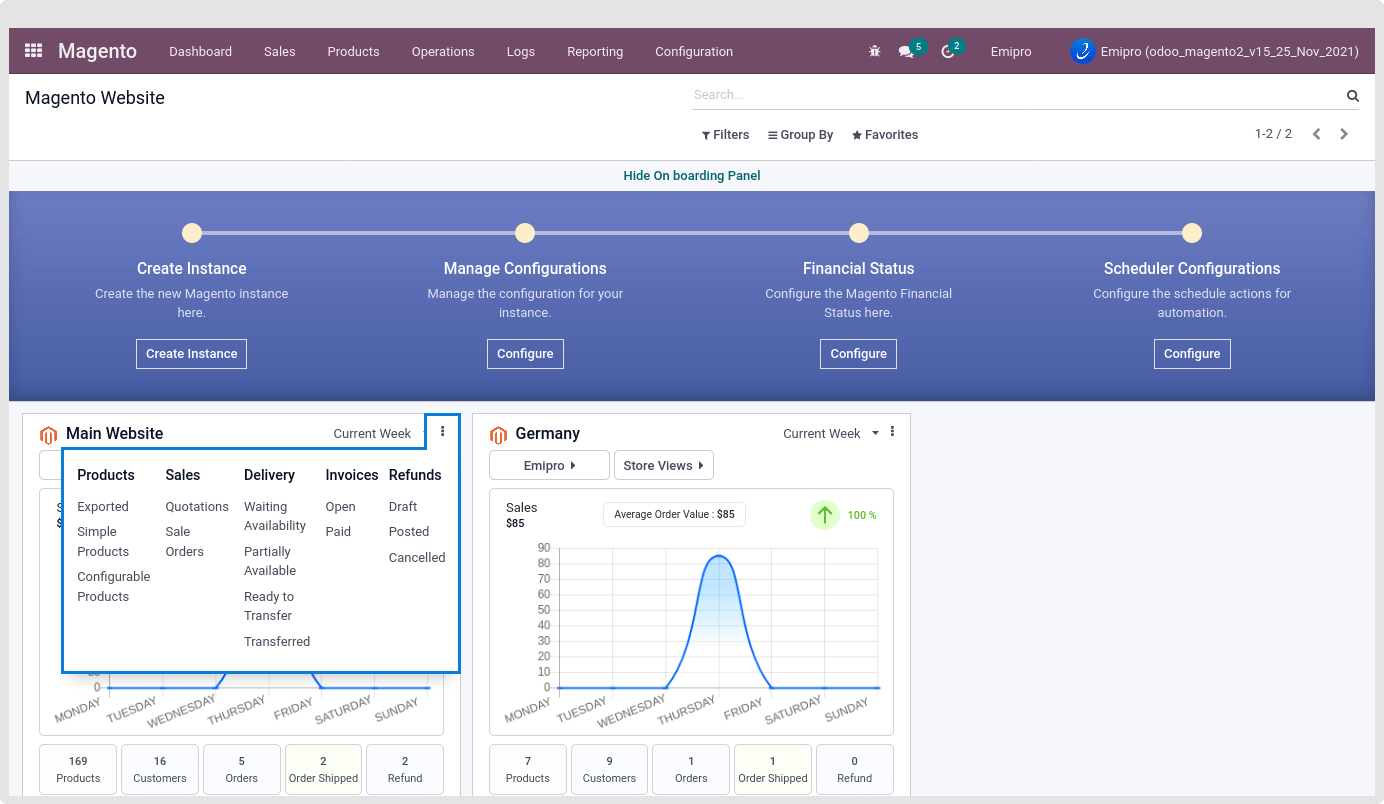 Magento Dashboard Sales Products Operations Logs Reporting Configuration 5 2 Emipro Emipro (odoo_magento2_v15_25_Nov_2021)
Magento Website
Search...
Filters Group By Favorites 1-2 / 2
Hide On boarding Panel
Create Instance
Create the new Magento instance
here.
Create Instance
Manage Configurations
Manage the configuration for your
instance.
Configure
Financial Status
Configure the Magento Financial
Status here.
Configure
Scheduler Configurations
Configure the schedule actions for
automation.
Configure
Main Website Current Week
Products
Exported
Simple
Products
Configurable
Products
Sales
Quotations
Sale
Orders
Delivery
Waiting
Availability
Partially
Available
Ready to
Transfer
Transferred
Invoices
Open
Paid
Refunds
Draft
Posted
Cancelled
0
MONDAY TUESDAY WEDNESDAY THURSDAY FRIDAY SATURDAY SUNDAY
169 Products
16 Customers
5 Orders
2 Order Shipped
2 Refund
Germany Current Week
Emipro Store Views
Sales
$85
Average Order Value : $85
100 %
90
80
70
60
50
40
30
20
10
0
MONDAY TUESDAY WEDNESDAY THURSDAY FRIDAY SATURDAY SUNDAY
7 Products
9 Customers
1 Orders
1 Order Shipped
0 Refund